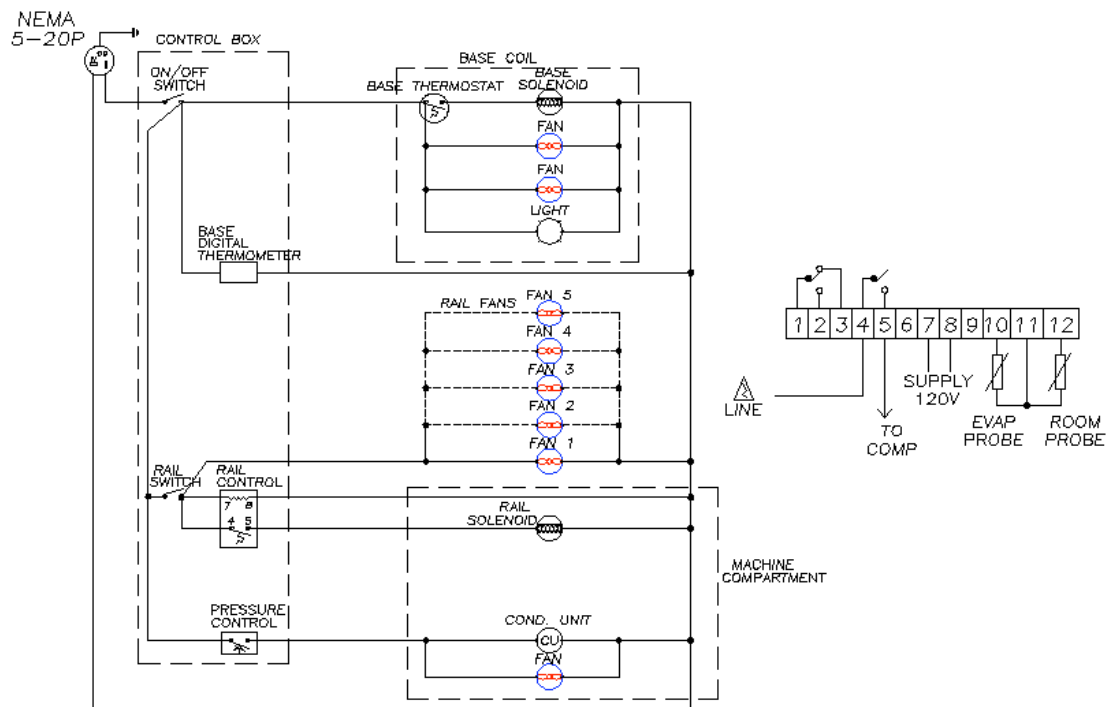 NEMA
5-20P
CONTROL BOX
ON/OFF
SWITCH
BASE COIL
BASE THERMOSTAT
BASE
SOLENOID
FAN
FAN
LIGHT
BASE
DIGITAL
THERMOMETER
RAIL FANS
FAN 5
FAN 4
FAN 3
FAN 2
FAN 1
1 2 3 4 5 6 7 8 9 10 11 12
2
LINE
SUPPLY
120V
TO
COMP
EVAP
PROBE
ROOM
PROBE
RAIL
SWITCH
RAIL
CONTROL
7 8
4 5
RAIL
SOLENOID
MACHINE
COMPARTMENT
PRESSURE
CONTROL
COND. UNIT
CU
FAN